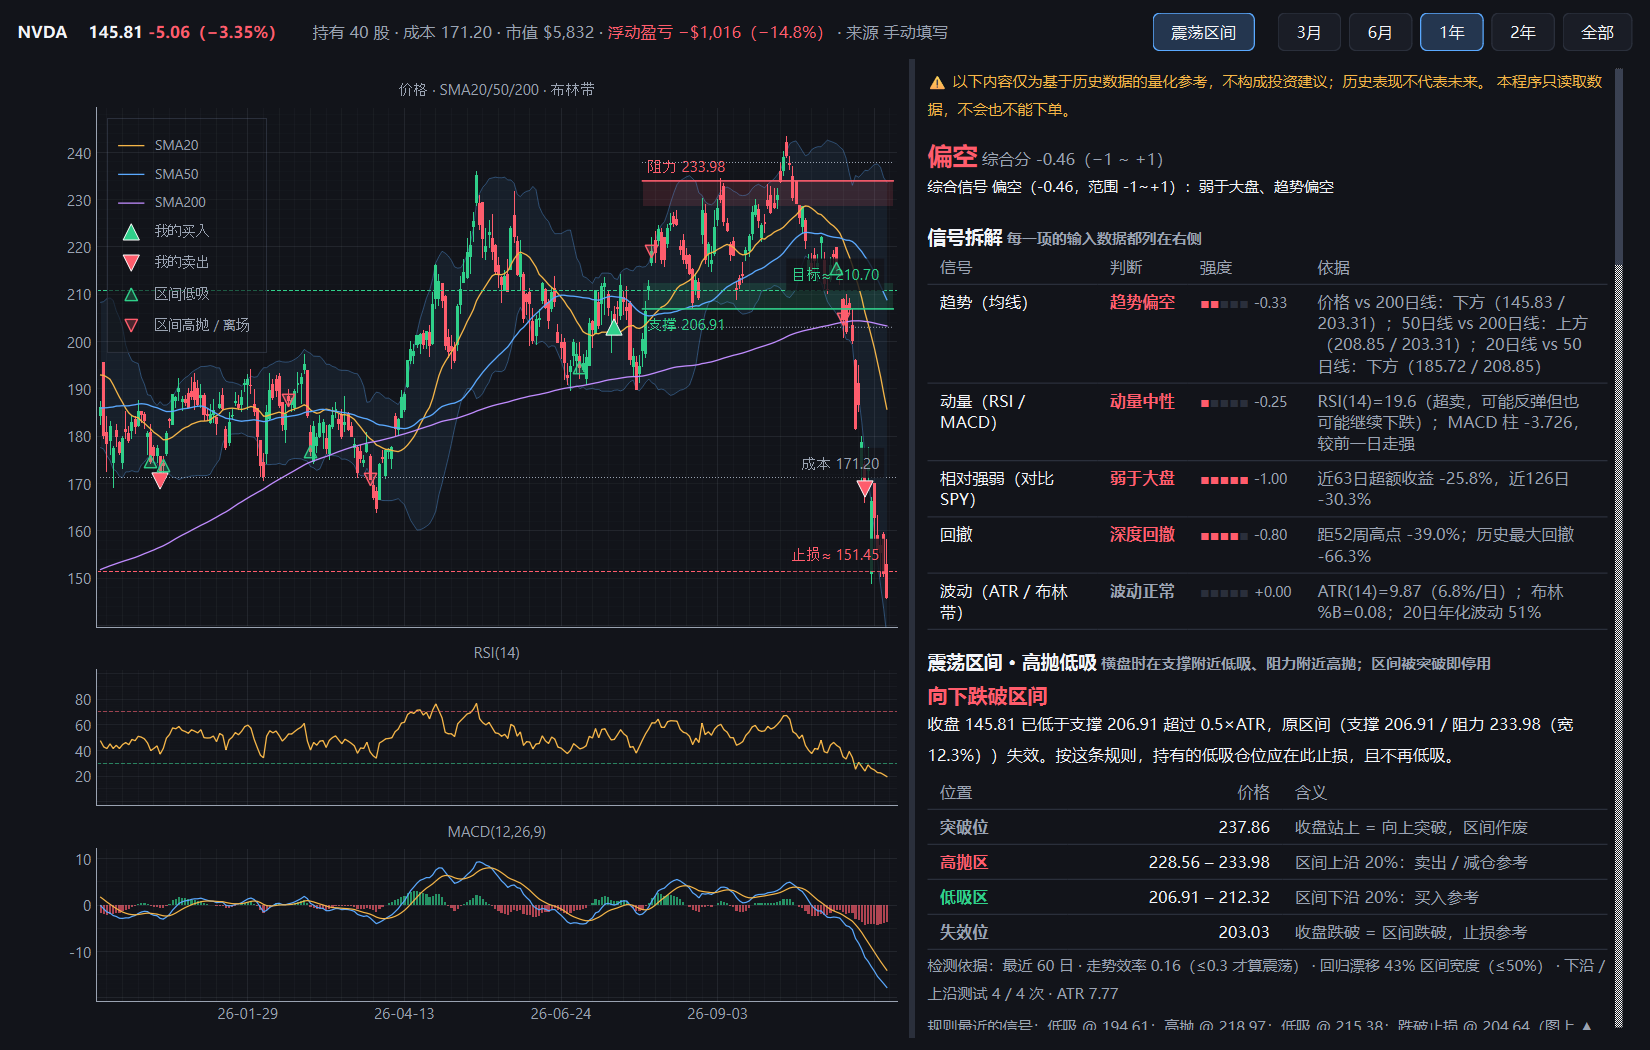 NVDA 145.81 -5.06（−3.35%） 持有 40 股 · 成本 171.20 · 市值 $5,832 · 浮动盈亏 −$1,016（−14.8%） · 来源 手动填写
震荡区间 3月 6月 1年 2年 全部
价格 · SMA20/50/200 · 布林带
SMA20
SMA50
SMA200
我的买入
我的卖出
区间低吸
区间高抛 / 离场
240
230
220
210
200
190
180
170
160
150
阻力 233.98
目标≈ 210.70
支撑 206.91
成本 171.20
止损≈ 151.45
RSI(14)
80
60
40
20
MACD(12,26,9)
10
0
-10
26-01-29 26-04-13 26-06-24 26-09-03
以下内容仅为基于历史数据的量化参考，不构成投资建议；历史表现不代表未来。 本程序只读取数
据，不会也不能下单。
偏空 综合分 -0.46（−1 ~ +1）
综合信号 偏空（-0.46，范围 -1~+1）：弱于大盘、趋势偏空
信号拆解 每一项的输入数据都列在右侧
信号 判断 强度 依据
趋势（均线） 趋势偏空 -0.33 价格 vs 200日线：下方（145.83 /
203.31）；50日线 vs 200日线：上方
（208.85 / 203.31）；20日线 vs 50
日线：下方（185.72 / 208.85）
动量（RSI / 动量中性 -0.25 RSI(14)=19.6（超卖，可能反弹但也
MACD） 可能继续下跌）；MACD 柱 -3.726，
较前一日走强
相对强弱（对比 弱于大盘 -1.00 近63日超额收益 -25.8%，近126日
SPY） -30.3%
回撤 深度回撤 -0.80 距52周高点 -39.0%；历史最大回撤
-66.3%
波动（ATR / 布林 波动正常 +0.00 ATR(14)=9.87（6.8%/日）；布林
带） %B=0.08；20日年化波动 51%
震荡区间 · 高抛低吸 横盘时在支撑附近低吸、阻力附近高抛；区间被突破即停用
向下跌破区间
收盘 145.81 已低于支撑 206.91 超过 0.5×ATR，原区间（支撑 206.91 / 阻力 233.98（宽
12.3%））失效。按这条规则，持有的低吸仓位应在此止损，且不再低吸。
位置 价格 含义
突破位 237.86 收盘站上 = 向上突破，区间作废
高抛区 228.56 – 233.98 区间上沿 20%：卖出 / 减仓参考
低吸区 206.91 – 212.32 区间下沿 20%：买入参考
失效位 203.03 收盘跌破 = 区间跌破，止损参考
检测依据：最近 60 日 · 走势效率 0.16（≤0.3 才算震荡） · 回归漂移 43% 区间宽度（≤50%） · 下沿 /
上沿测试 4 / 4 次 · ATR 7.77
规则最近的信号：低吸 @ 194.61；高抛 @ 218.97；低吸 @ 215.38；跌破止损 @ 204.64（图上 ▲